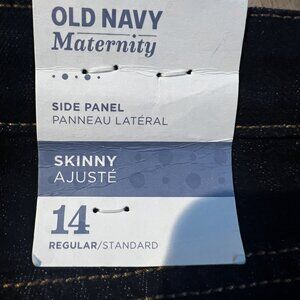 OLD NAVY
Maternity
SIDE PANEL
PANNEAU LATÉRAL
SKINNY
AJUSTÉ
14
REGULAR/STANDARD